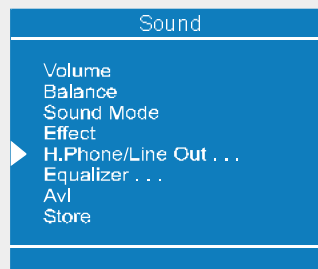 Sound
Volume
Balance
Sound Mode
Effect
H.Phone/Line Out . . .
Equalizer . . .
Avl
Store